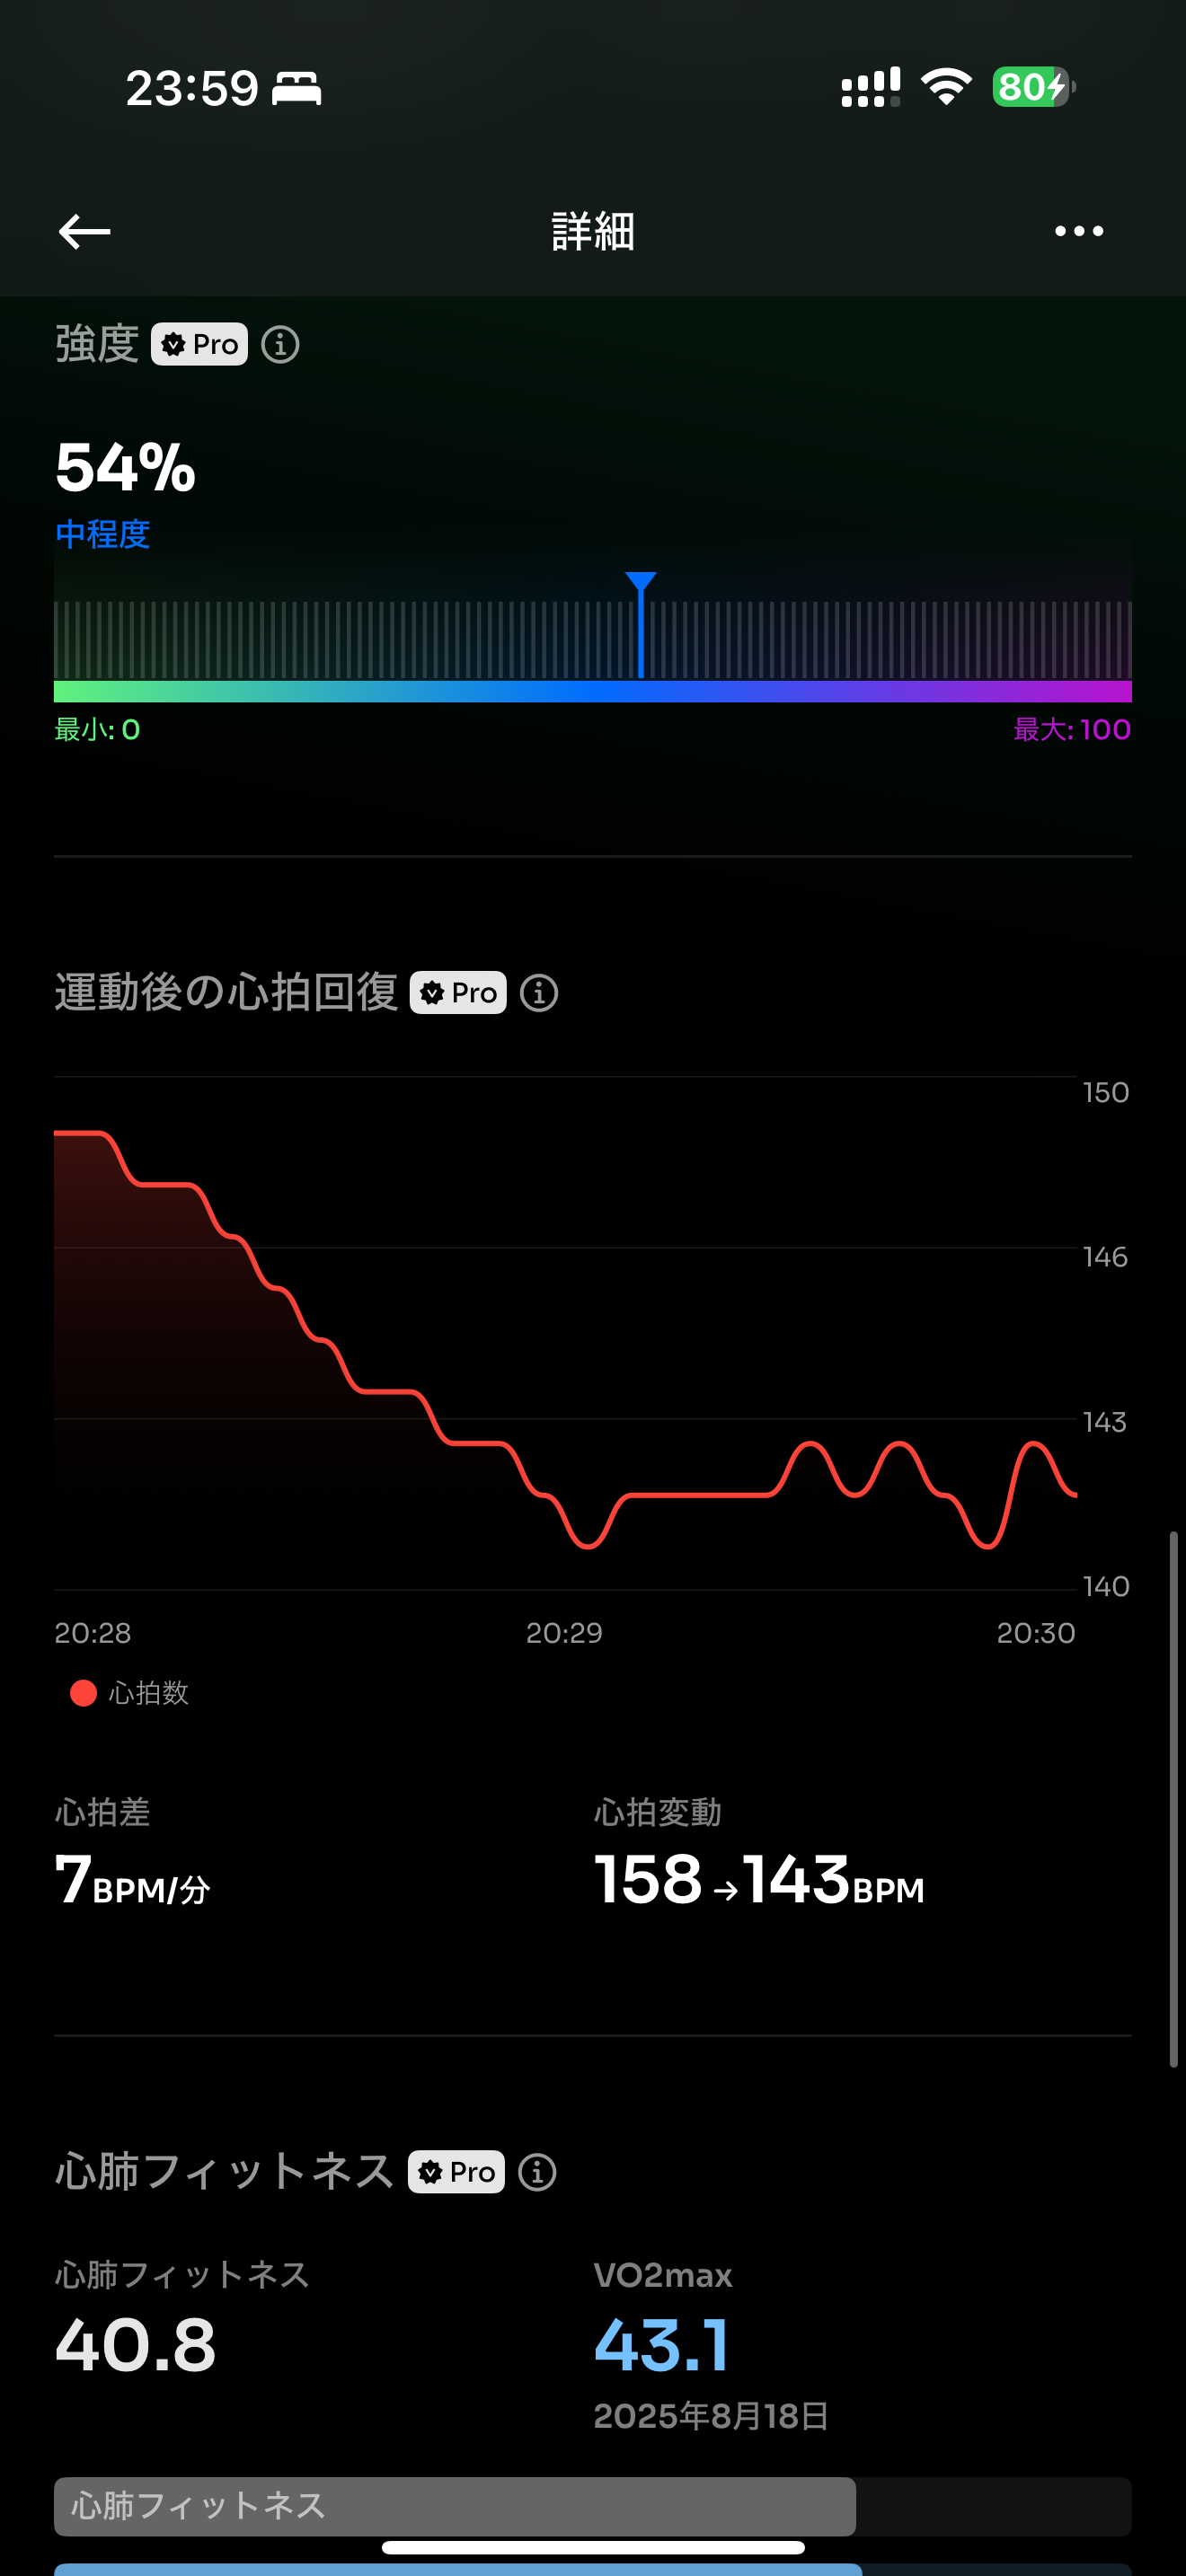 23:59
80
詳細
強度 Pro
54%
中程度
最小: 0
最大: 100
運動後の心拍回復 Pro
150
146
143
140
20:28 20:29 20:30
心拍数
心拍差 心拍変動
7BPM/分 158→143BPM
心肺フィットネス Pro
心肺フィットネス VO2max
40.8 43.1
2025年8月18日
心肺フィットネス